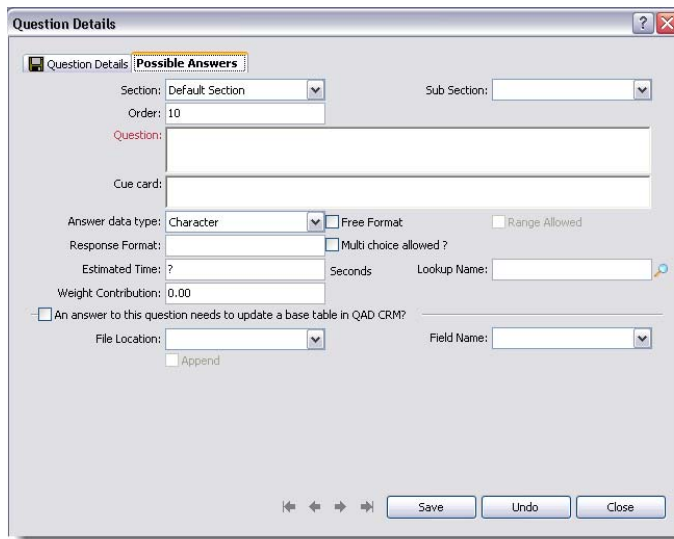 Question Details
Question Details Possible Answers
Section: Default Section Sub Section:
Order: 10
Question:
Cue card:
Answer data type: Character Free Format Range Allowed
Response Format: Multi choice allowed ?
Estimated Time: ? Seconds Lookup Name:
Weight Contribution: 0.00
An answer to this question needs to update a base table in QAD CRM?
File Location: Field Name:
Append
Save Undo Close